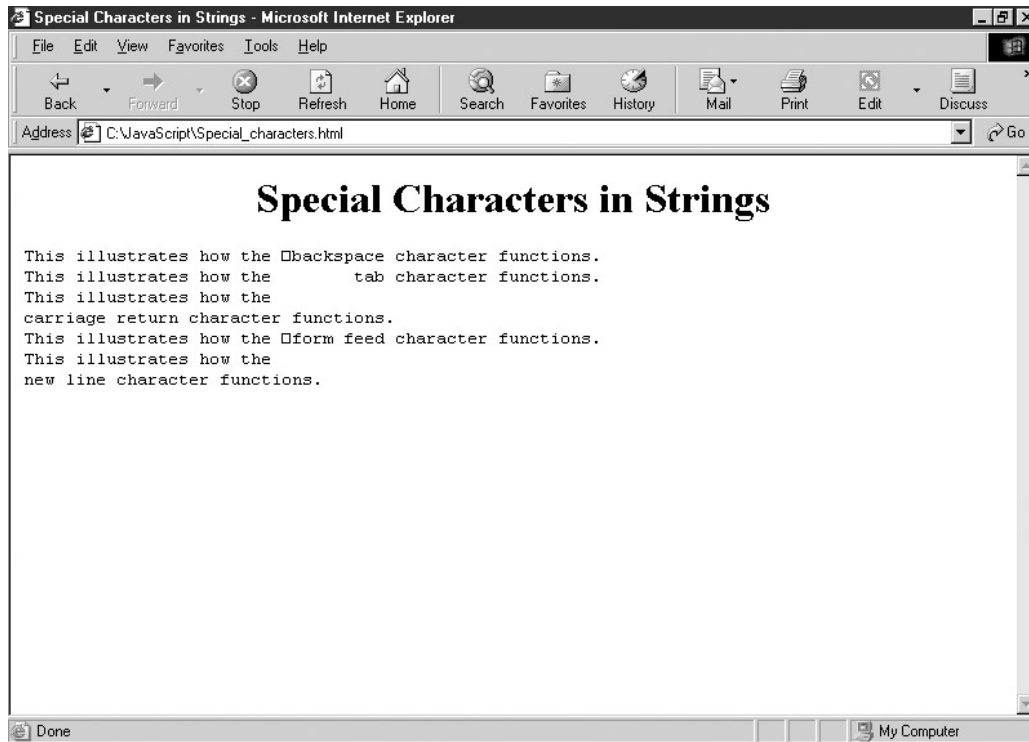 Special Characters in Strings - Microsoft Internet Explorer
File Edit View Favorites Tools Help
Back Forward Stop Refresh Home Search Favorites History Mail Print Edit Discuss
Address C:\JavaScript\Special_characters.html Go
Special Characters in Strings
This illustrates how the □backspace character functions.
This illustrates how the         tab character functions.
This illustrates how the
carriage return character functions.
This illustrates how the □form feed character functions.
This illustrates how the
new line character functions.
Done My Computer